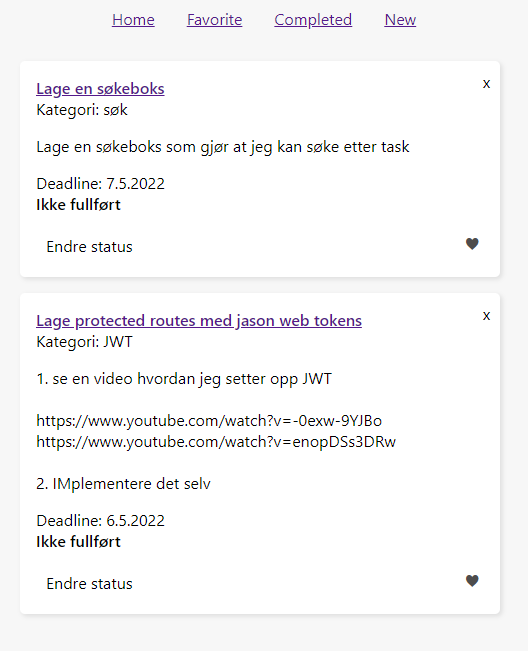 Home Favorite Completed New
Lage en søkeboks x
Kategori: søk
Lage en søkeboks som gjør at jeg kan søke etter task
Deadline: 7.5.2022
Ikke fullført
Endre status
Lage protected routes med jason web tokens x
Kategori: JWT
1. se en video hvordan jeg setter opp JWT
https://www.youtube.com/watch?v=-0exw-9YJBo
https://www.youtube.com/watch?v=enopDSs3DRw
2. IMplementere det selv
Deadline: 6.5.2022
Ikke fullført
Endre status